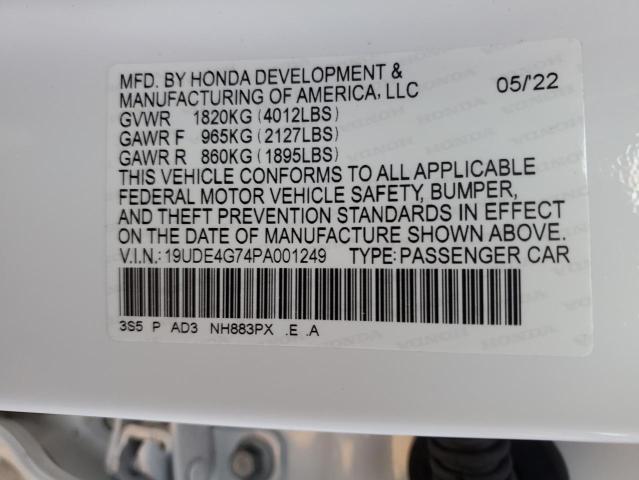 MFD. BY HONDA DEVELOPMENT &
MANUFACTURING OF AMERICA, LLC 05/'22
GVWR 1820KG(4012LBS)
GAWR F 965KG(2127LBS)
GAWR R 860KG(1895LBS)
THIS VEHICLE CONFORMS TO ALL APPLICABLE
FEDERAL MOTOR VEHICLE SAFETY, BUMPER,
AND THEFT PREVENTION STANDARDS IN EFFECT
ON THE DATE OF MANUFACTURE SHOWN ABOVE.
V.I.N.:19UDE4G74PA001249 TYPE:PASSENGER CAR
3S5 P AD3 NH883PX .E .A